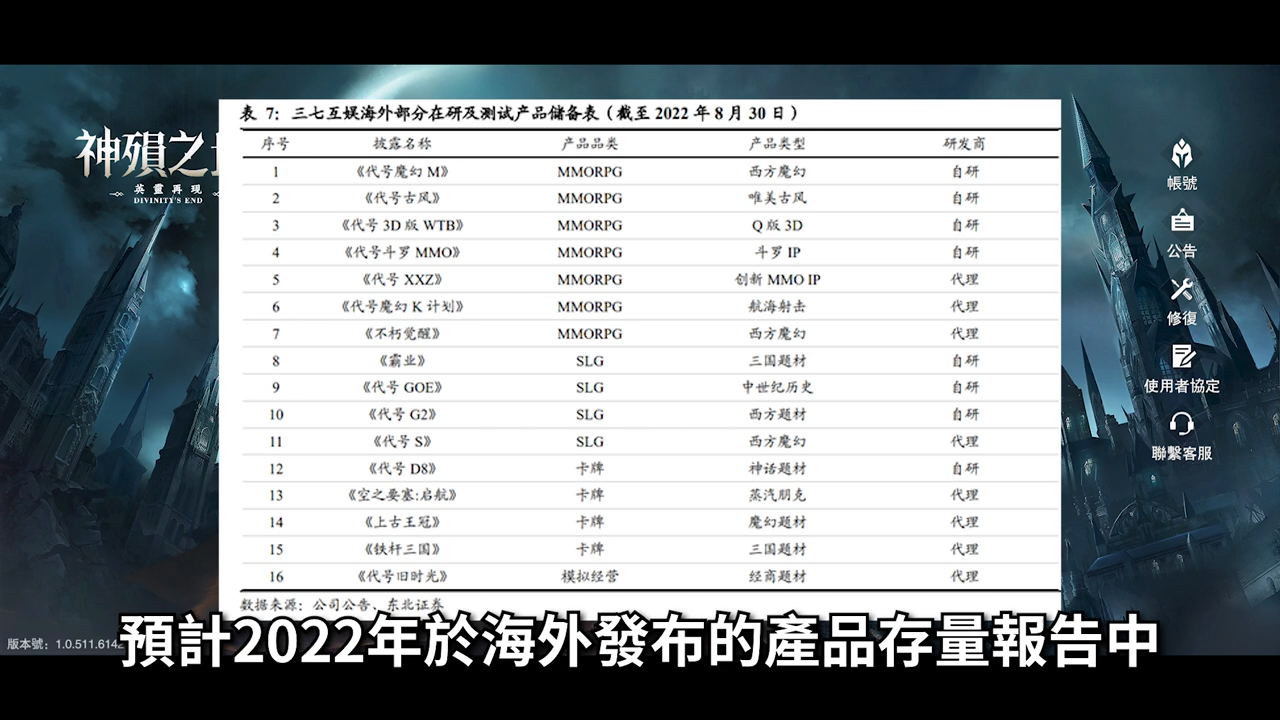 表 7：三七互娱海外部分在研及测试产品储备表（截至 2022 年 8 月 30 日）
序号 披露名称 产品品类 产品类型 研发商
1 《代号魔幻 M》 MMORPG 西方魔幻 自研
2 《代号古风》 MMORPG 唯美古风 自研
3 《代号 3D 版 WTB》 MMORPG Q 版 3D 自研
4 《代号斗罗 MMO》 MMORPG 斗罗 IP 自研
5 《代号 XXZ》 MMORPG 创新 MMO IP 代理
6 《代号魔幻 K 计划》 MMORPG 航海射击 代理
7 《不朽觉醒》 MMORPG 西方魔幻 代理
8 《霸业》 SLG 三国题材 自研
9 《代号 GOE》 SLG 中世纪历史 自研
10 《代号 G2》 SLG 西方题材 自研
11 《代号 S》 SLG 西方魔幻 代理
12 《代号 D8》 卡牌 神话题材 自研
13 《空之要塞:启航》 卡牌 蒸汽朋克 代理
14 《上古王冠》 卡牌 魔幻题材 代理
15 《铁杆三国》 卡牌 三国题材 代理
16 《代号旧时光》 模拟经营 经商题材 代理
数据来源：公司公告、东北证券
神殞之
英靈再現
DIVINITY'S END
帳號
公告
修復
使用者協定
聯繫客服
版本號：1.0.511.6142
預計2022年於海外發布的產品存量報告中